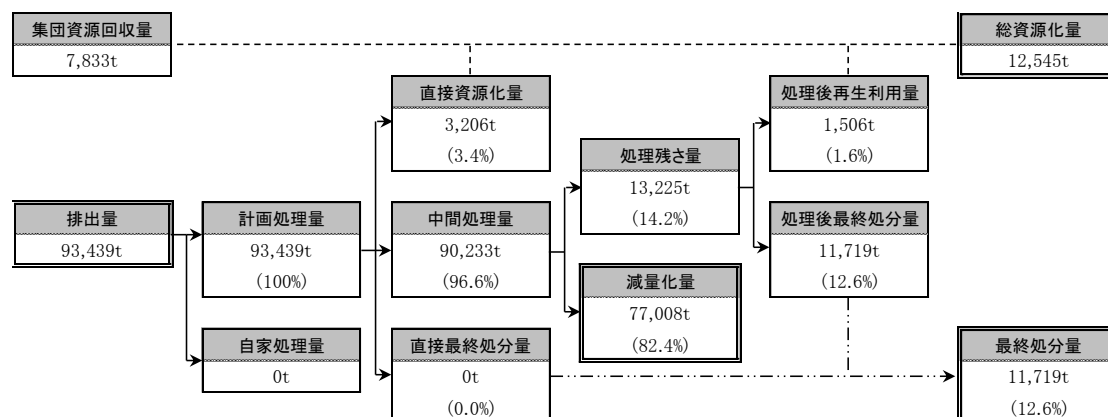 集団資源回収量
7,833t
総資源化量
12,545t
直接資源化量
3,206t
(3.4%)
処理後再生利用量
1,506t
(1.6%)
処理残さ量
13,225t
(14.2%)
排出量
93,439t
計画処理量
93,439t
(100%)
中間処理量
90,233t
(96.6%)
処理後最終処分量
11,719t
(12.6%)
減量化量
77,008t
(82.4%)
自家処理量
0t
直接最終処分量
0t
(0.0%)
最終処分量
11,719t
(12.6%)